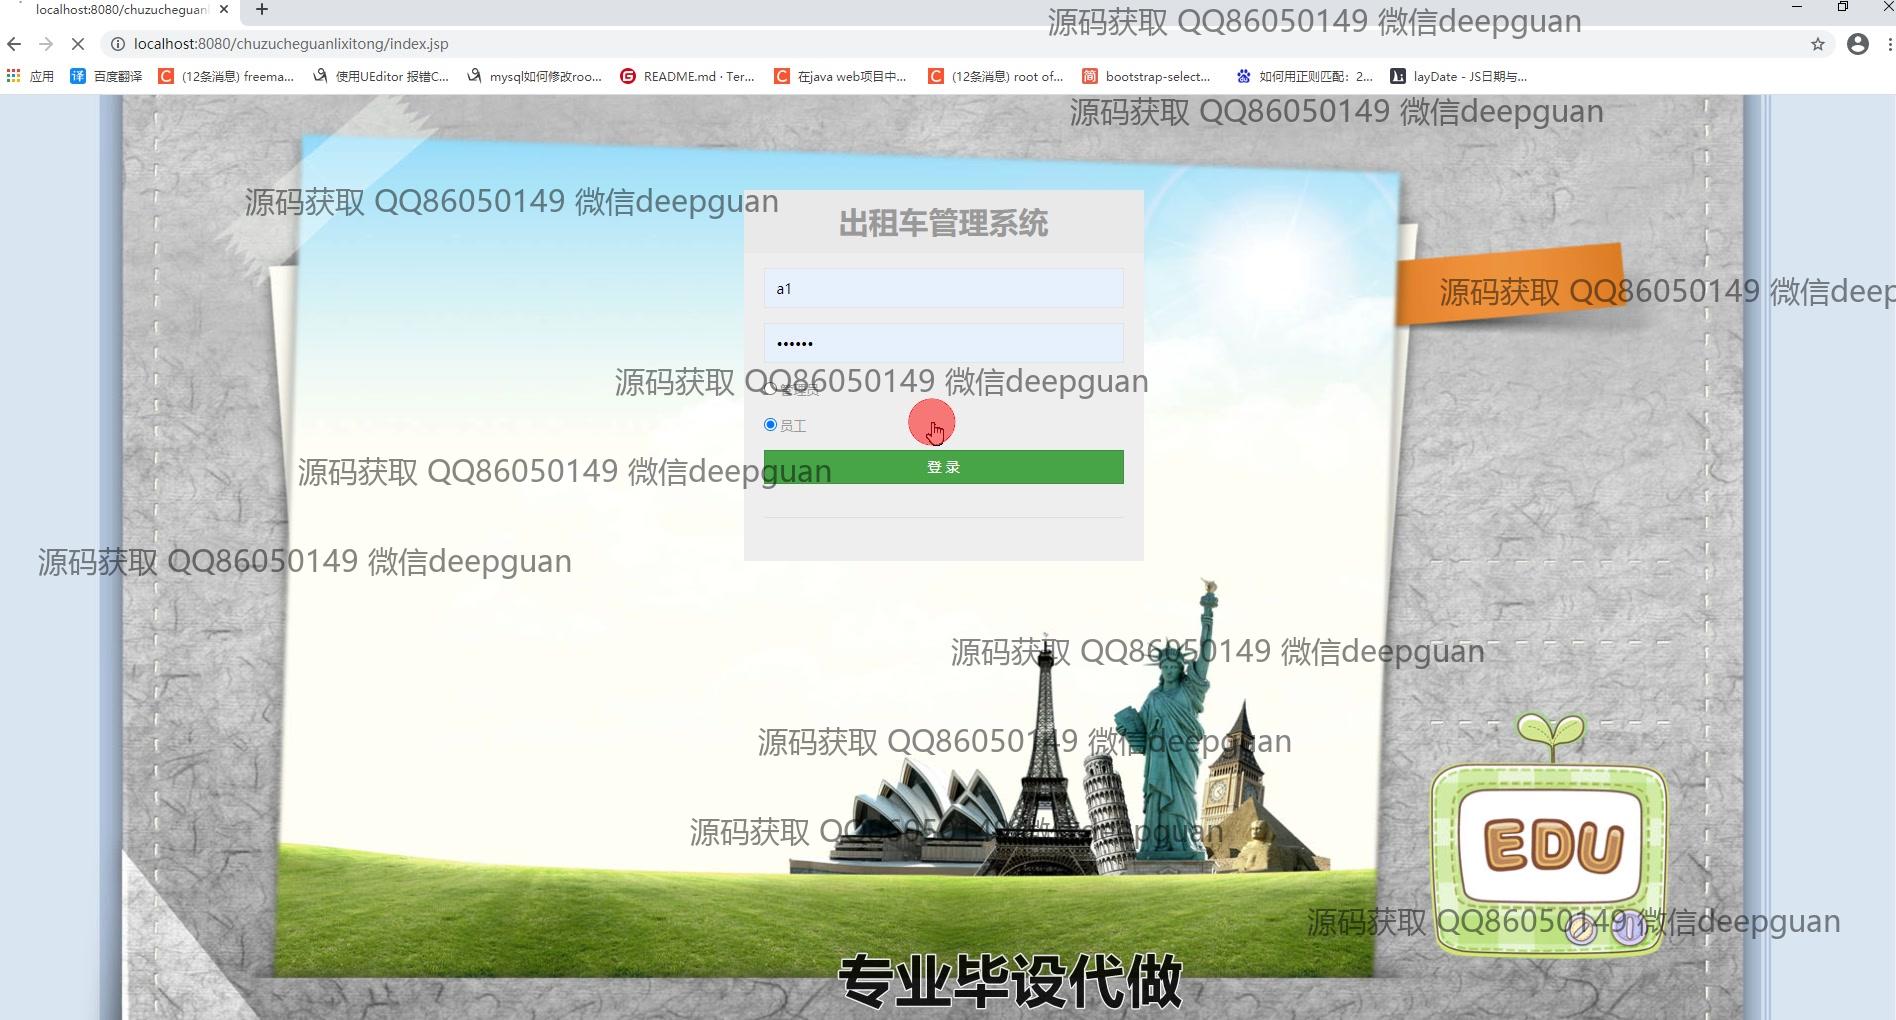 localhost:8080/chuzucheguanl
源码获取 QQ86050149 微信deepguan
localhost:8080/chuzucheguanlixitong/index.jsp
应用
百度翻译
(12条消息) freema...
使用UEditor 报错C...
mysql如何修改roo...
README.md · Ter...
在java web项目中...
(12条消息) root of...
bootstrap-select...
如何用正则匹配：2...
layDate - JS日期与...
源码获取 QQ86050149 微信deepguan
源码获取 QQ86050149 微信deepguan
出租车管理系统
a1
源码获取 QQ86050149 微信deep
源码获取 QQ86050149 微信deepguan
管理员
员工
登 录
源码获取 QQ86050149 微信deepguan
源码获取 QQ86050149 微信deepguan
源码获取 QQ86050149 微信deepguan
源码获取 QQ86050149 微信deepguan
源码获取 QQ86050149 微信deepguan
EDU
源码获取 QQ86050149 微信deepguan
专业毕设代做